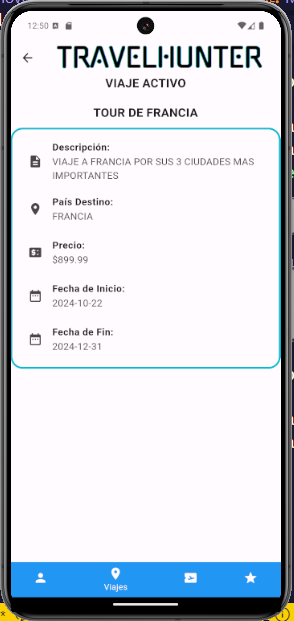 12:50
TRAVELHUNTER
VIAJE ACTIVO
TOUR DE FRANCIA
Descripción:
VIAJE A FRANCIA POR SUS 3 CIUDADES MAS
IMPORTANTES
País Destino:
FRANCIA
Precio:
$899.99
Fecha de Inicio:
2024-10-22
Fecha de Fin:
2024-12-31
Viajes